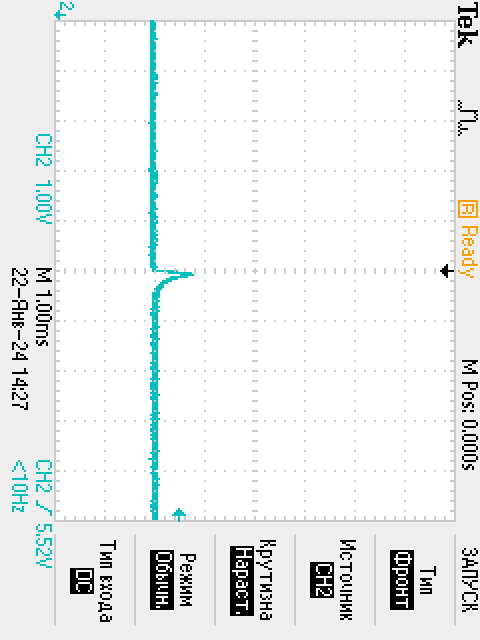 Tek
R Ready
M Pos: 0.000s
ЗАПУСК
Тип
Фронт
Источник
CH2
Крутизна
Нараст
Режим
Обычн.
Тип входа
DC
2
CH2 1.00V
M 1.00ms
CH2 / 5.52V
22-Янв-24 14:27
<10Hz